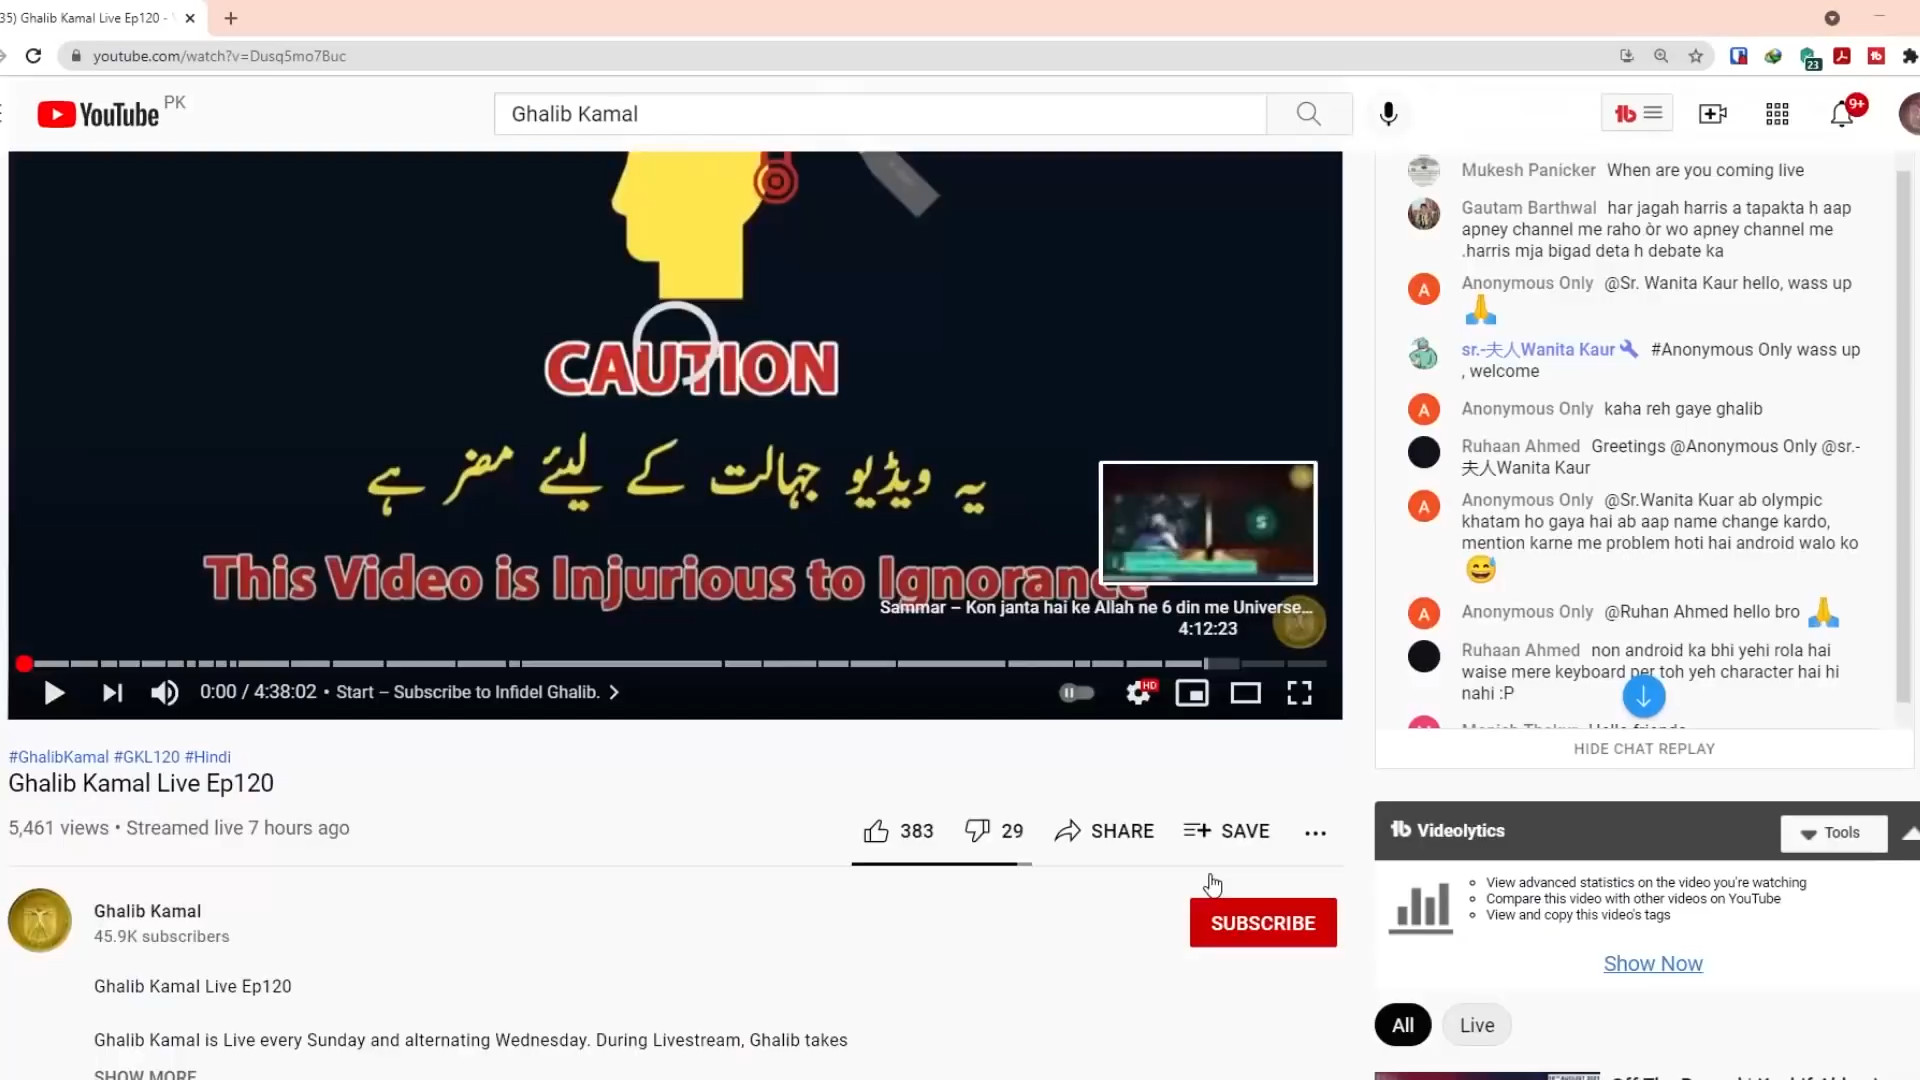 35) Ghalib Kamal Live Ep120 -
youtube.com/watch?v=Dusq5mo7Buc
23
YouTube PK
Ghalib Kamal
9+
CAUTION
یہ ویڈیو جہالت کے لیئے مضر ہے
This Video is Injurious to Ignorance
S
Sammar – Kon janta hai ke Allah ne 6 din me Universe...
4:12:23
0:00 / 4:38:02 • Start – Subscribe to Infidel Ghalib.
HD
Mukesh Panicker When are you coming live
Gautam Barthwal har jagah harris a tapakta h aap
apney channel me raho òr wo apney channel me
.harris mja bigad deta h debate ka
A Anonymous Only @Sr. Wanita Kaur hello, wass up
🙏
sr.-夫人Wanita Kaur #Anonymous Only wass up
, welcome
A Anonymous Only kaha reh gaye ghalib
Ruhaan Ahmed Greetings @Anonymous Only @sr.-
夫人Wanita Kaur
A Anonymous Only @Sr.Wanita Kuar ab olympic
khatam ho gaya hai ab aap name change kardo,
mention karne me problem hoti hai android walo ko
😅
A Anonymous Only @Ruhan Ahmed hello bro 🙏
Ruhaan Ahmed non android ka bhi yehi rola hai
waise mere keyboard per toh yeh character hai hi
nahi :P
HIDE CHAT REPLAY
#GhalibKamal #GKL120 #Hindi
Ghalib Kamal Live Ep120
5,461 views • Streamed live 7 hours ago
383 29 SHARE SAVE
Ghalib Kamal
45.9K subscribers
SUBSCRIBE
Ghalib Kamal Live Ep120
Ghalib Kamal is Live every Sunday and alternating Wednesday. During Livestream, Ghalib takes
SHOW MORE
Videolytics
Tools
View advanced statistics on the video you're watching
Compare this video with other videos on YouTube
View and copy this video's tags
Show Now
All Live